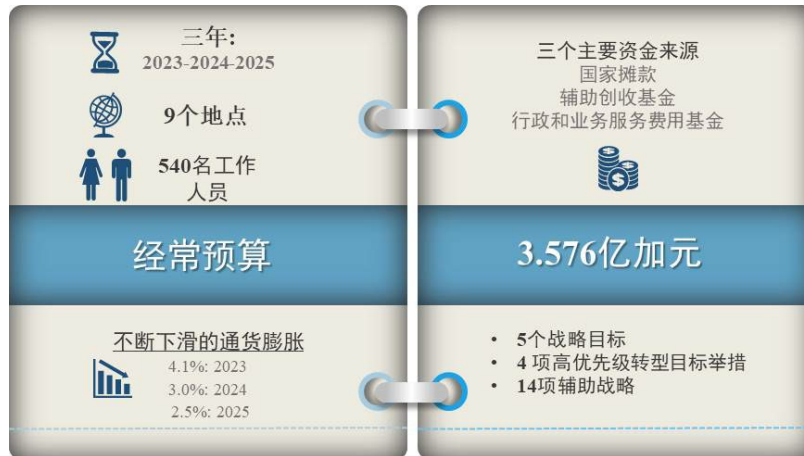 三年:
2023-2024-2025
9个地点
540名工作
人员
经常预算
不断下滑的通货膨胀
4.1%: 2023
3.0%: 2024
2.5%: 2025
三个主要资金来源
国家摊款
辅助创收基金
行政和业务服务费用基金
$
3.576亿加元
• 5个战略目标
• 4 项高优先级转型目标举措
• 14项辅助战略